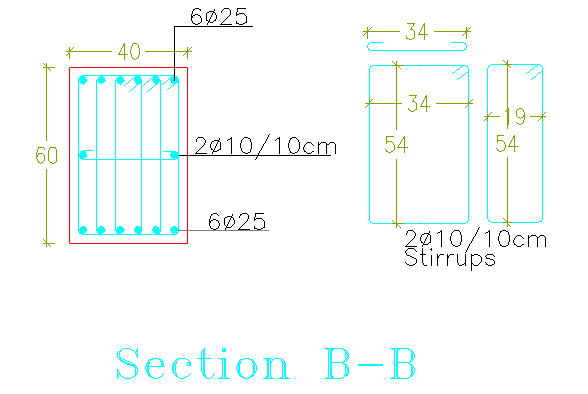 6ø25
34
40
34
19
60
2ø10/10cm
54
54
6ø25
2ø10/10cm
Stirrups
Section B-B